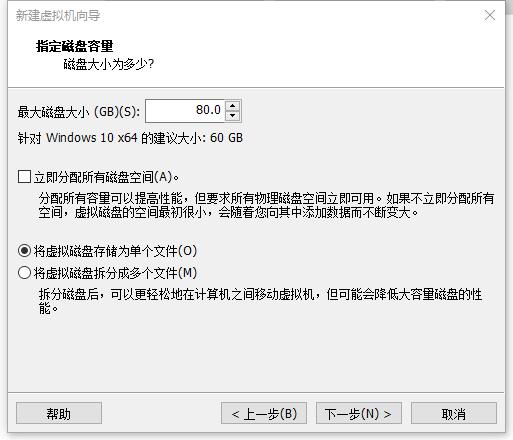 新建虚拟机向导
指定磁盘容量
磁盘大小为多少?
最大磁盘大小 (GB)(S): 80.0
针对 Windows 10 x64 的建议大小: 60 GB
立即分配所有磁盘空间(A)。
分配所有容量可以提高性能，但要求所有物理磁盘空间立即可用。如果不立即分配所有
空间，虚拟磁盘的空间最初很小，会随着您向其中添加数据而不断变大。
将虚拟磁盘存储为单个文件(O)
将虚拟磁盘拆分成多个文件(M)
拆分磁盘后，可以更轻松地在计算机之间移动虚拟机，但可能会降低大容量磁盘的性
能。
帮助 < 上一步(B) 下一步(N) > 取消